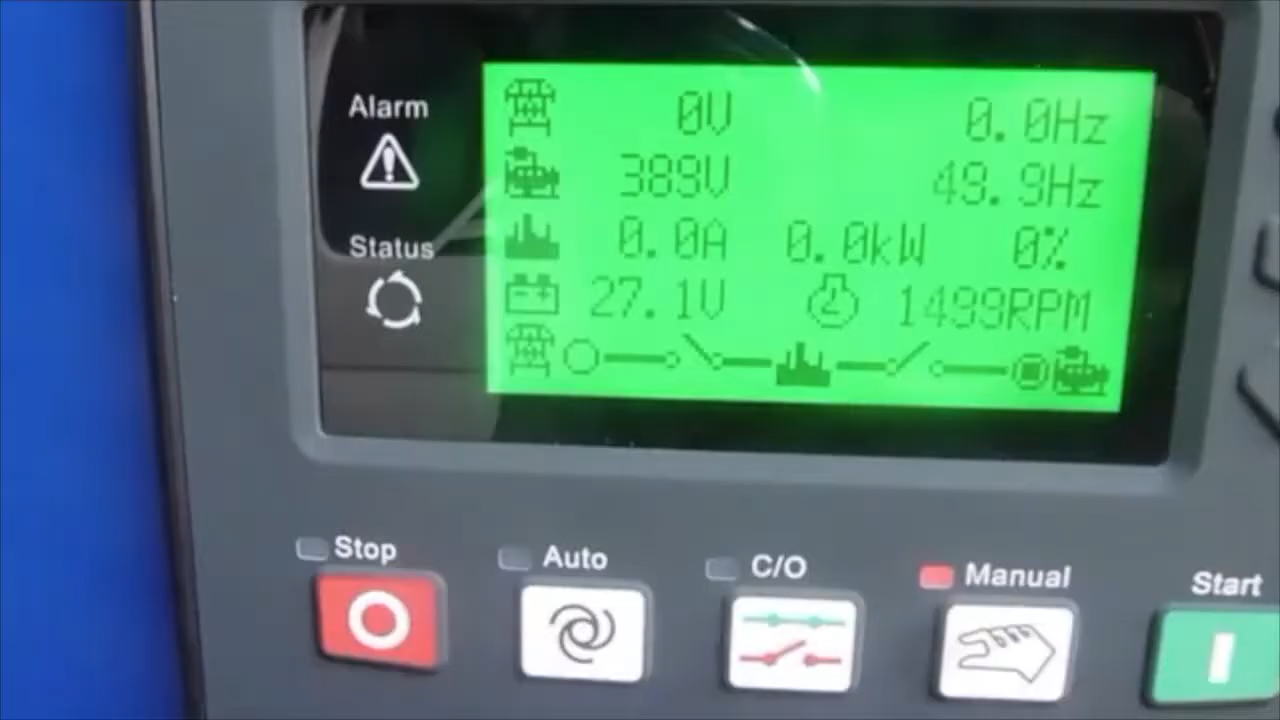 Alarm
Status
0V 0.0Hz
389V 49.9Hz
0.0A 0.0kW 0%
27.1V 1499RPM
Stop Auto C/O Manual Start